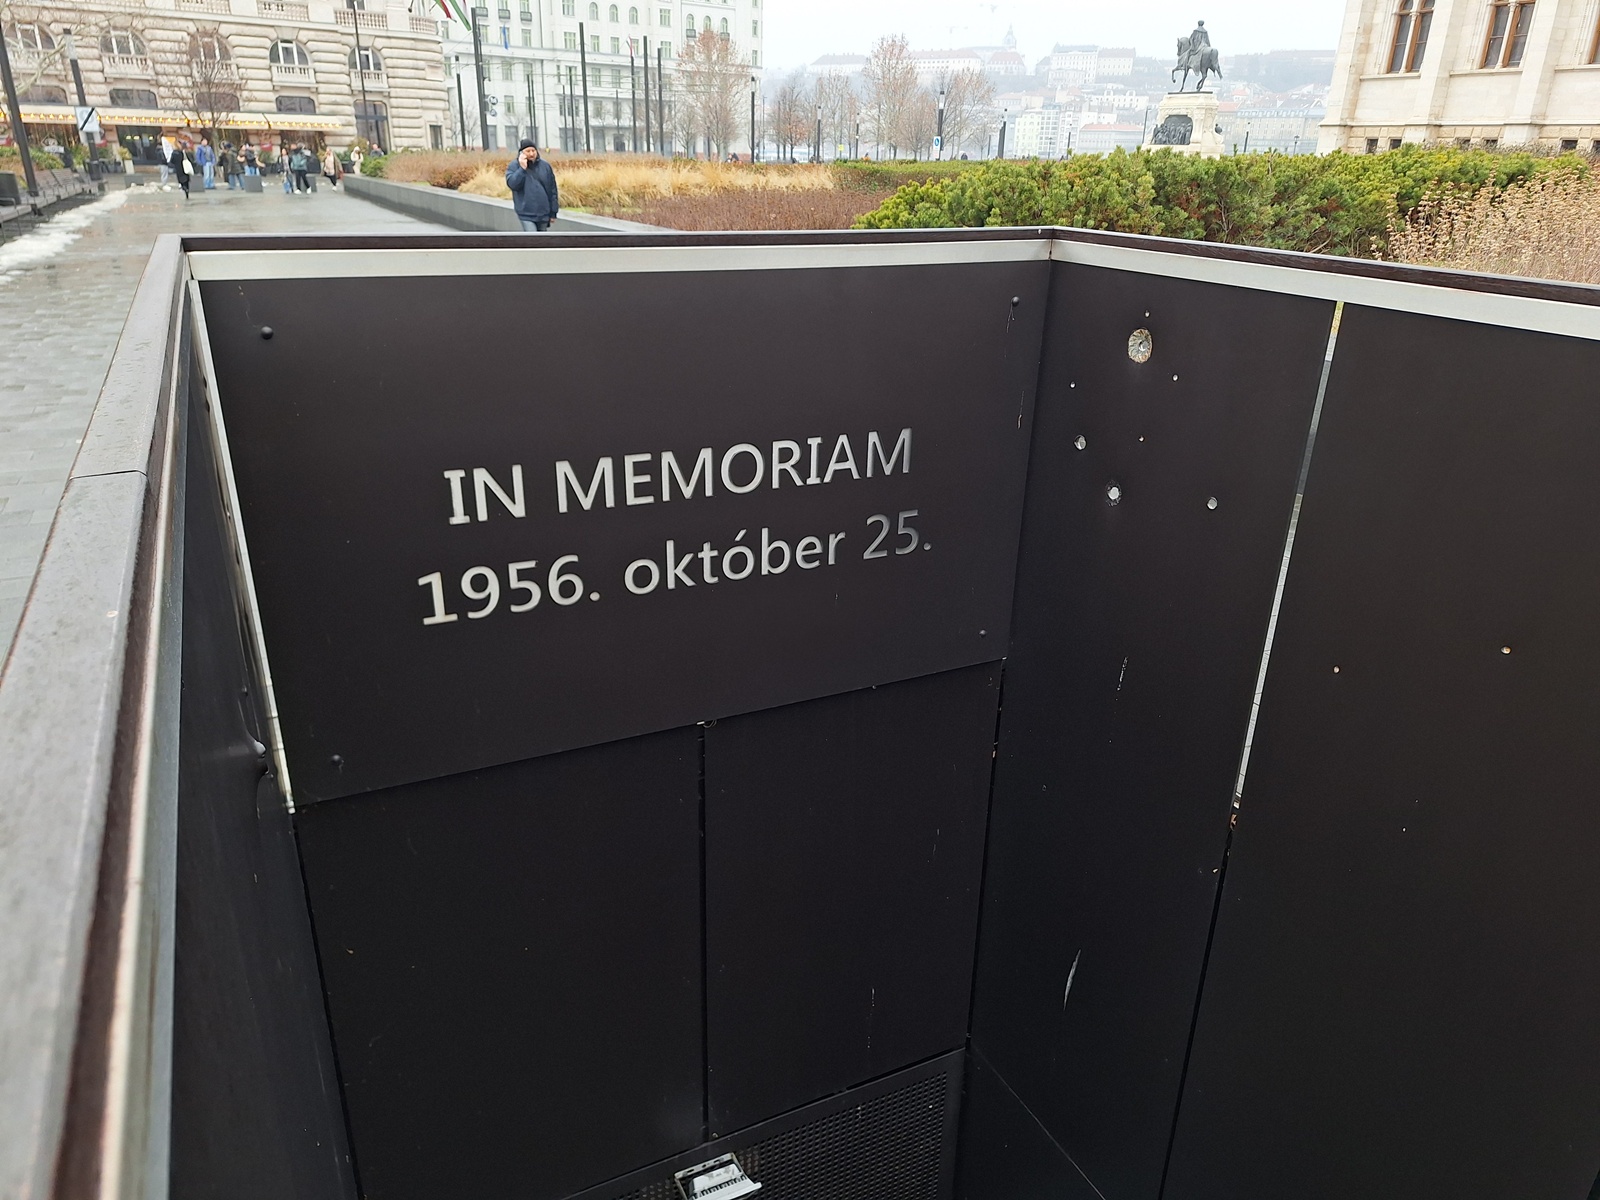 IN MEMORIAM
1956. október 25.